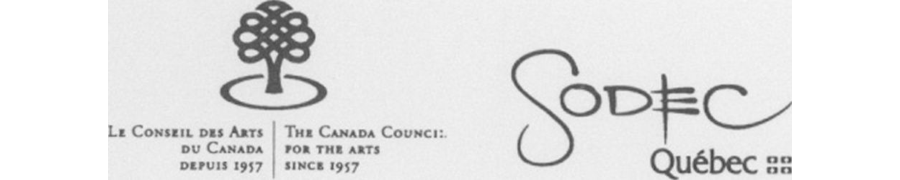 LE CONSEIL DES ARTS
DU CANADA
DEPUIS 1957
THE CANADA COUNCIL
FOR THE ARTS
SINCE 1957
SODEC
Québec